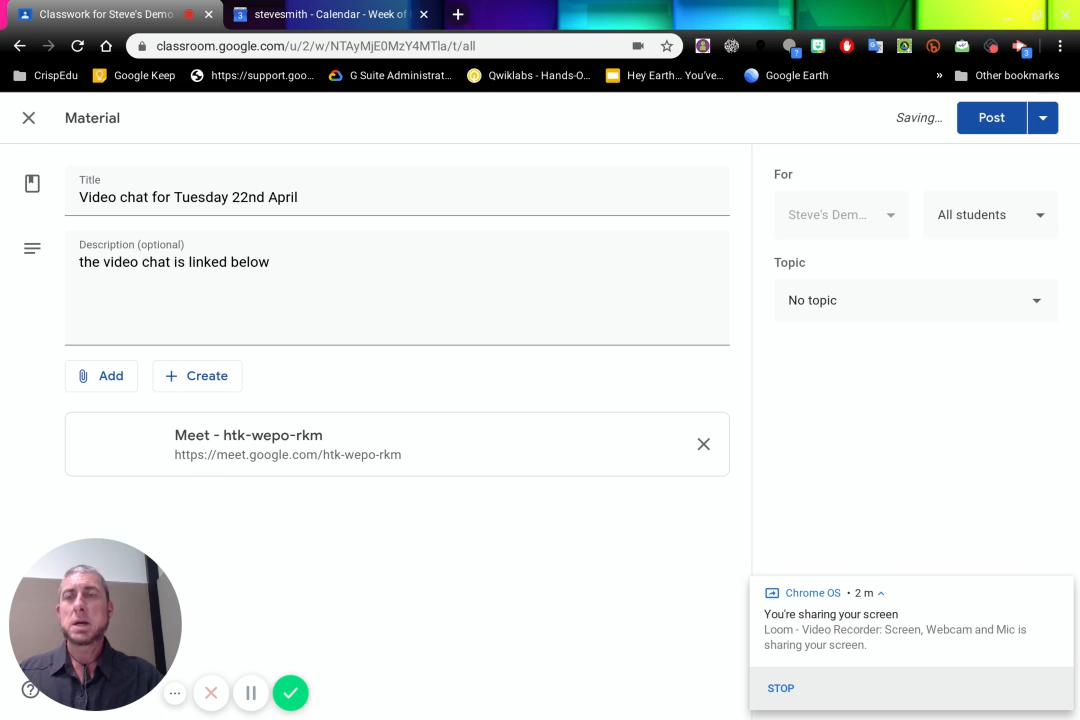 Classwork for Steve's Demo
stevesmith - Calendar - Week of
classroom.google.com/u/2/w/NTAyMjE0MzY4MTla/t/all
CrispEdu
Google Keep
https://support.goo...
G Suite Administrat...
Qwiklabs - Hands-O...
Hey Earth... You've...
Google Earth
»
Other bookmarks
Material
Saving...
Post
Title
Video chat for Tuesday 22nd April
Description (optional)
the video chat is linked below
Add
Create
Meet - htk-wepo-rkm
https://meet.google.com/htk-wepo-rkm
For
Steve's Dem...
All students
Topic
No topic
Chrome OS • 2 m
You're sharing your screen
Loom - Video Recorder: Screen, Webcam and Mic is
sharing your screen.
STOP